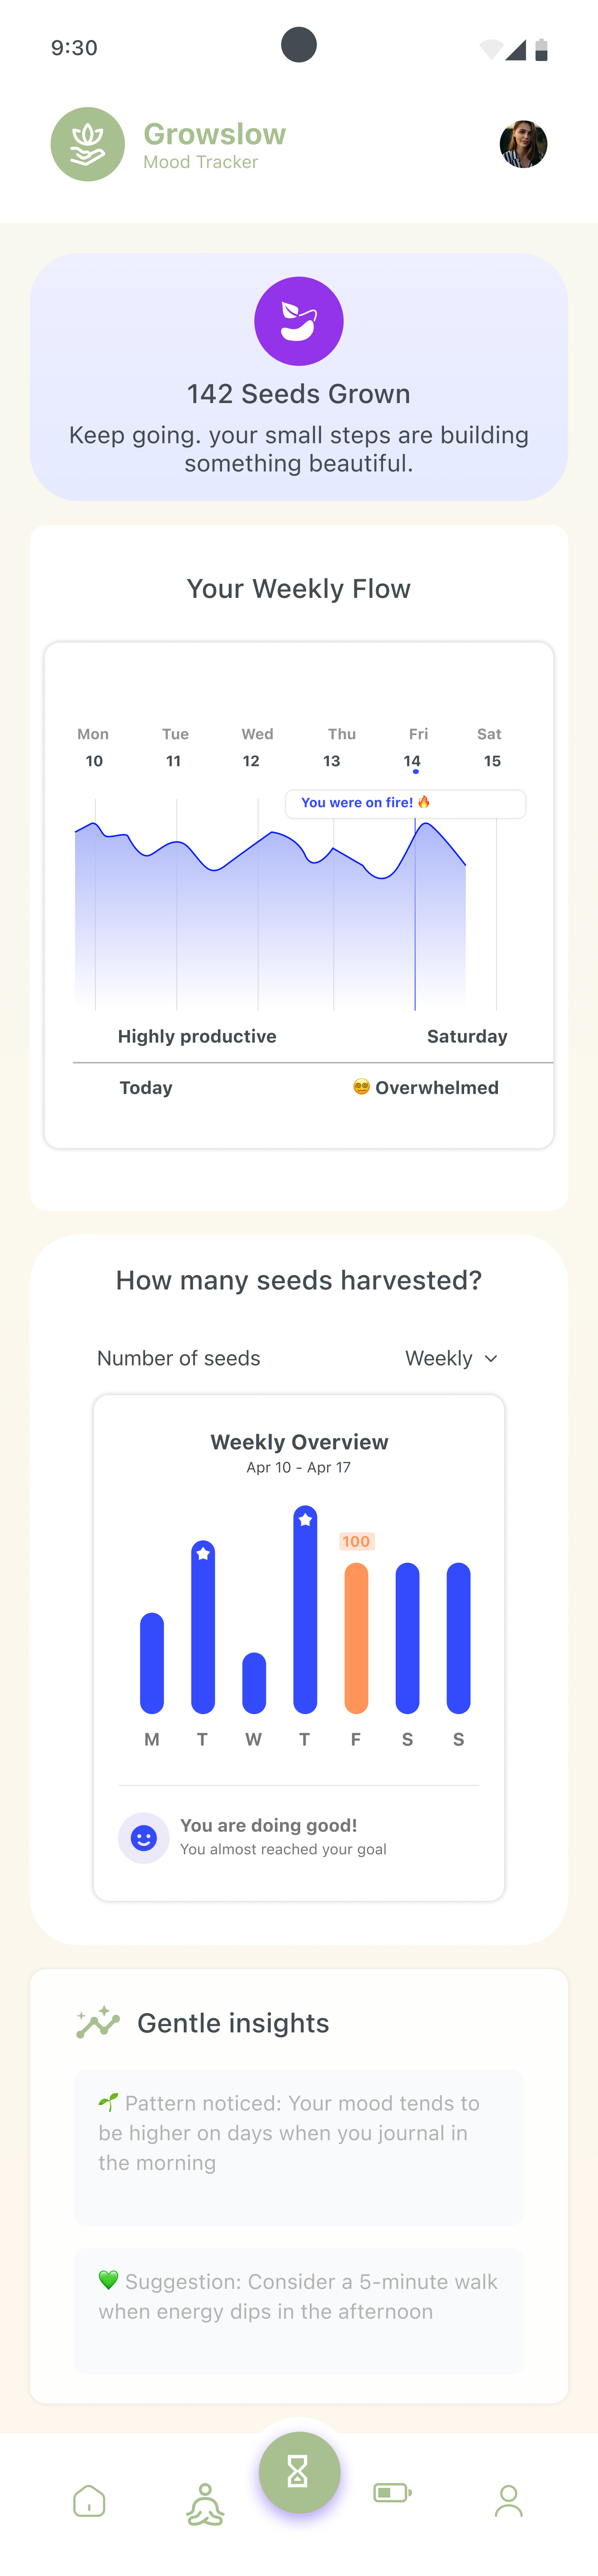 9:30
Growslow
Mood Tracker
142 Seeds Grown
Keep going. your small steps are building
something beautiful.
Your Weekly Flow
Mon Tue Wed Thu Fri Sat
10 11 12 13 14 15
You were on fire! 🔥
Highly productive Saturday
Today 😵‍💫 Overwhelmed
How many seeds harvested?
Number of seeds Weekly
Weekly Overview
Apr 10 - Apr 17
100
M T W T F S S
You are doing good!
You almost reached your goal
Gentle insights
🌱 Pattern noticed: Your mood tends to
be higher on days when you journal in
the morning
💚 Suggestion: Consider a 5-minute walk
when energy dips in the afternoon